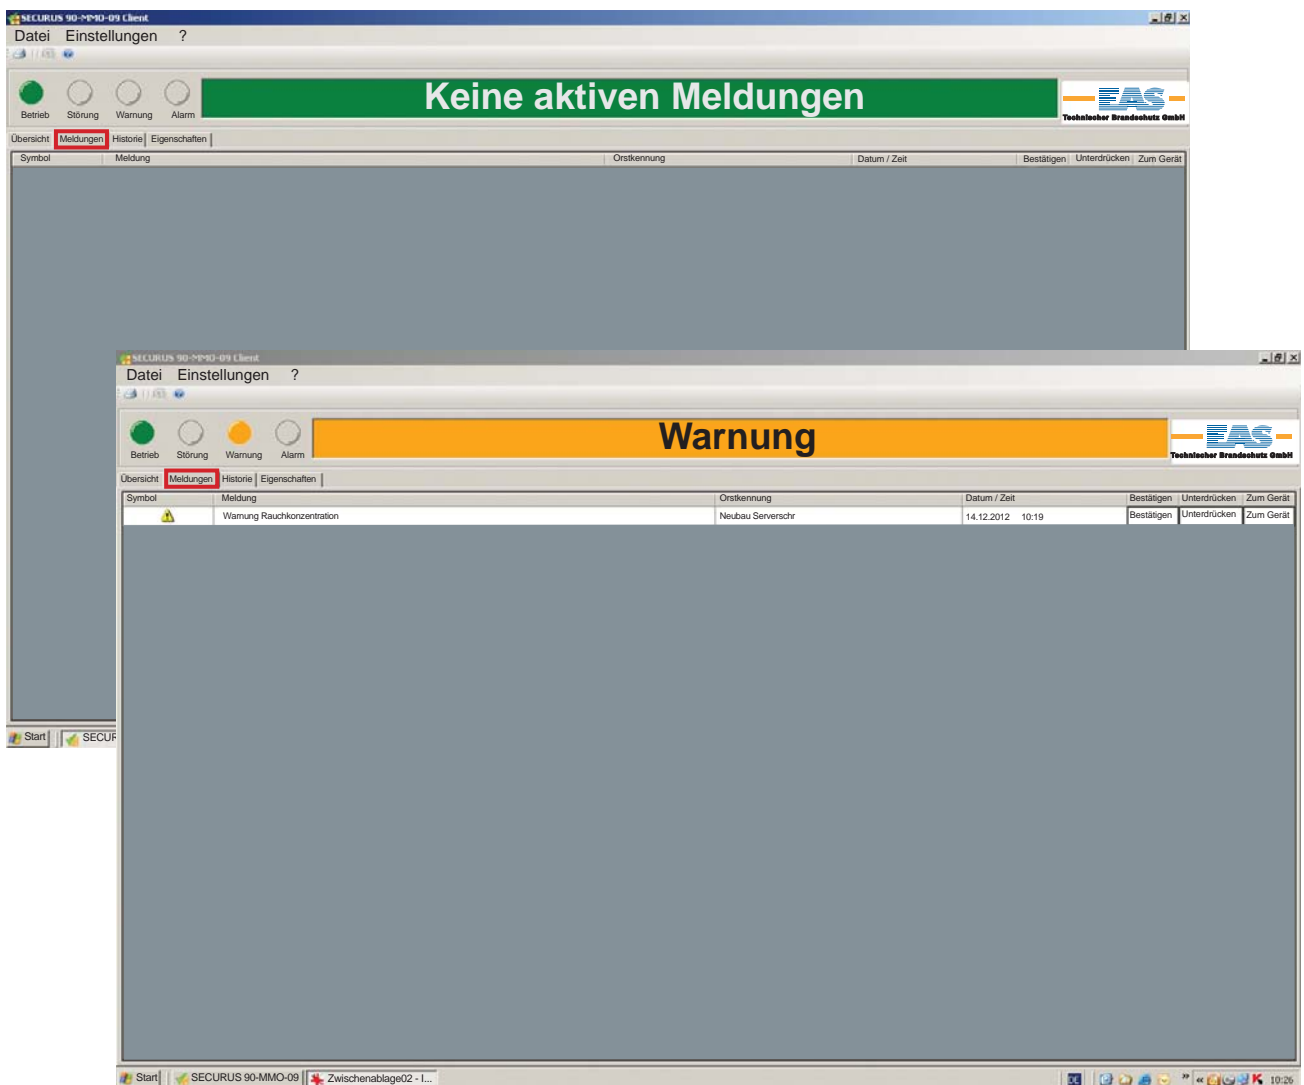 SECURUS 90-MMO-09 Client
Datei Einstellungen ?
Betrieb Störung Warnung Alarm
Keine aktiven Meldungen
EAS
Technischer Brandschutz GmbH
Übersicht Meldungen Historie Eigenschaften
Symbol Meldung Orstkennung Datum / Zeit Bestätigen Unterdrücken Zum Gerät
Start SECUR
SECURUS 90-MMO-09 Client
Datei Einstellungen ?
Betrieb Störung Warnung Alarm
Warnung
EAS
Technischer Brandschutz GmbH
Übersicht Meldungen Historie Eigenschaften
Symbol Meldung Orstkennung Datum / Zeit Bestätigen Unterdrücken Zum Gerät
Warnung Rauchkonzentration Neubau Serverschr 14.12.2012 10:19 Bestätigen Unterdrücken Zum Gerät
Start SECURUS 90-MMO-09 Zwischenablage02 - I... DE » « K 10:26